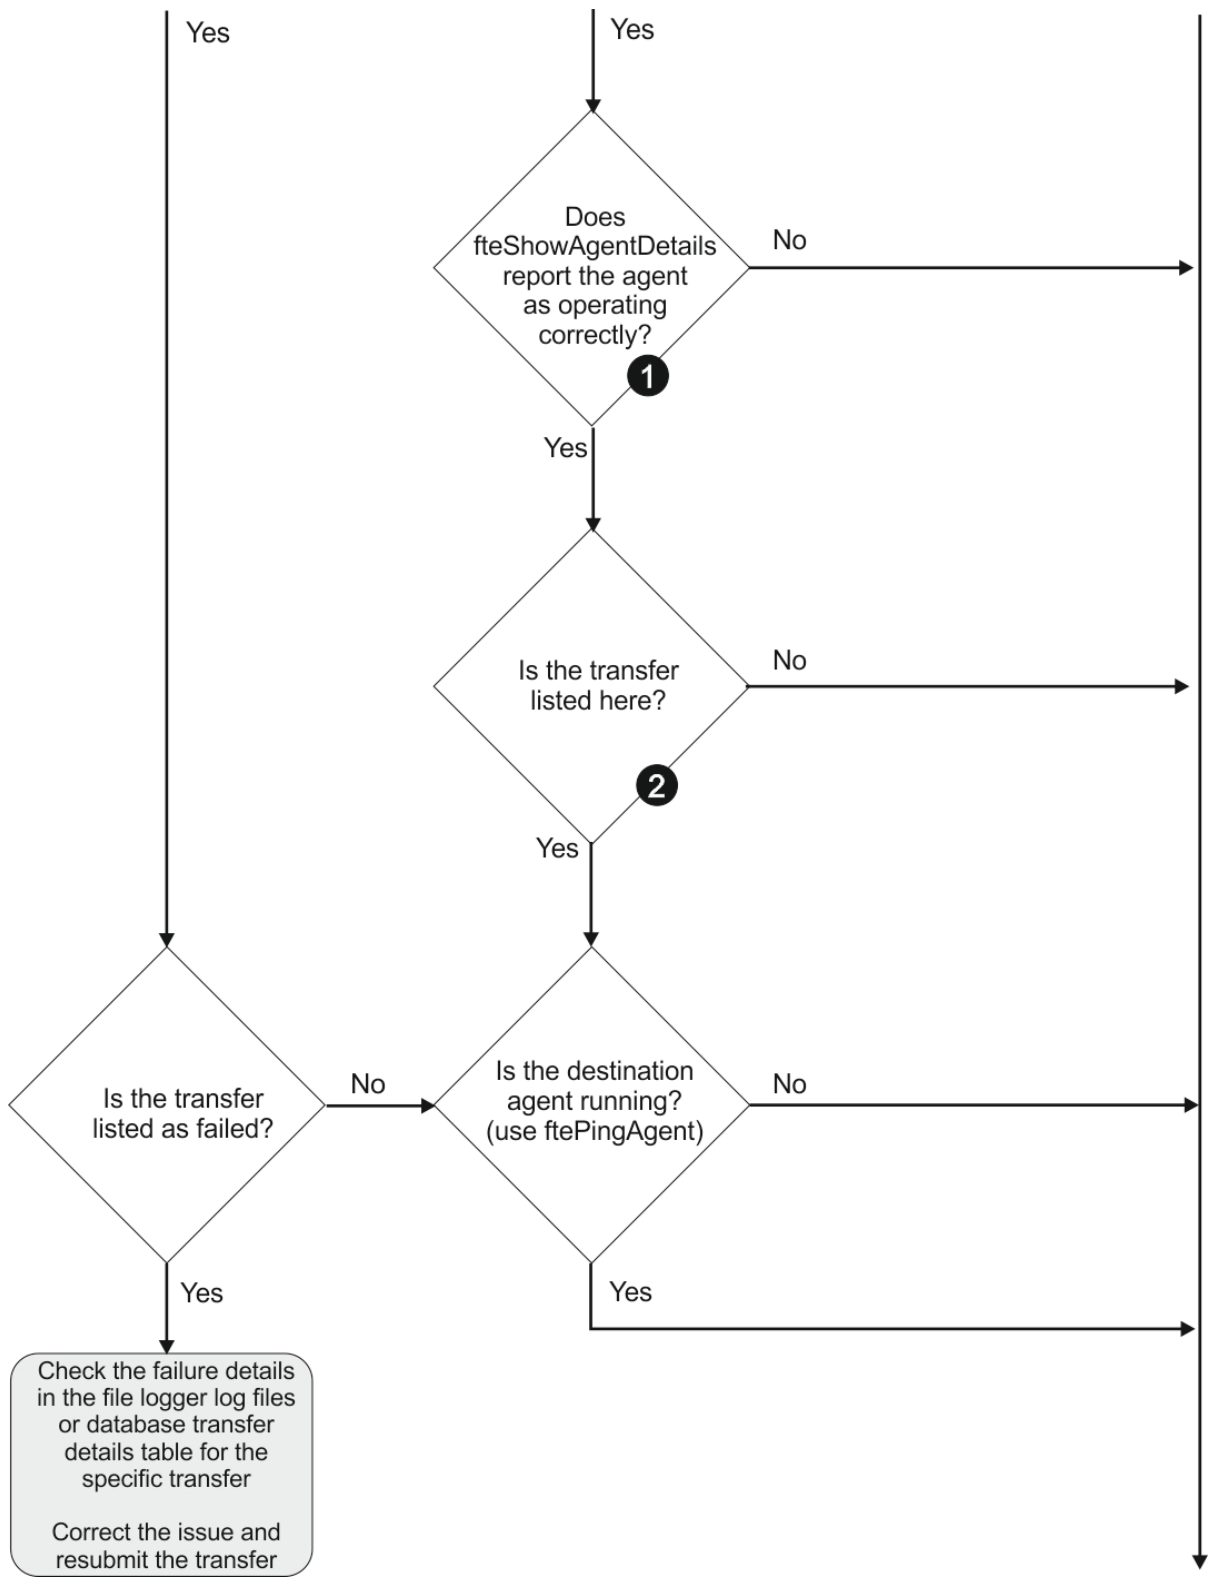 Yes
Yes
Does
fteShowAgentDetails
report the agent
as operating
correctly?
No
1
Yes
Is the transfer
listed here?
No
2
Yes
Is the transfer
listed as failed?
No
Is the destination
agent running?
(use ftePingAgent)
No
Yes
Yes
Check the failure details
in the file logger log files
or database transfer
details table for the
specific transfer
Correct the issue and
resubmit the transfer